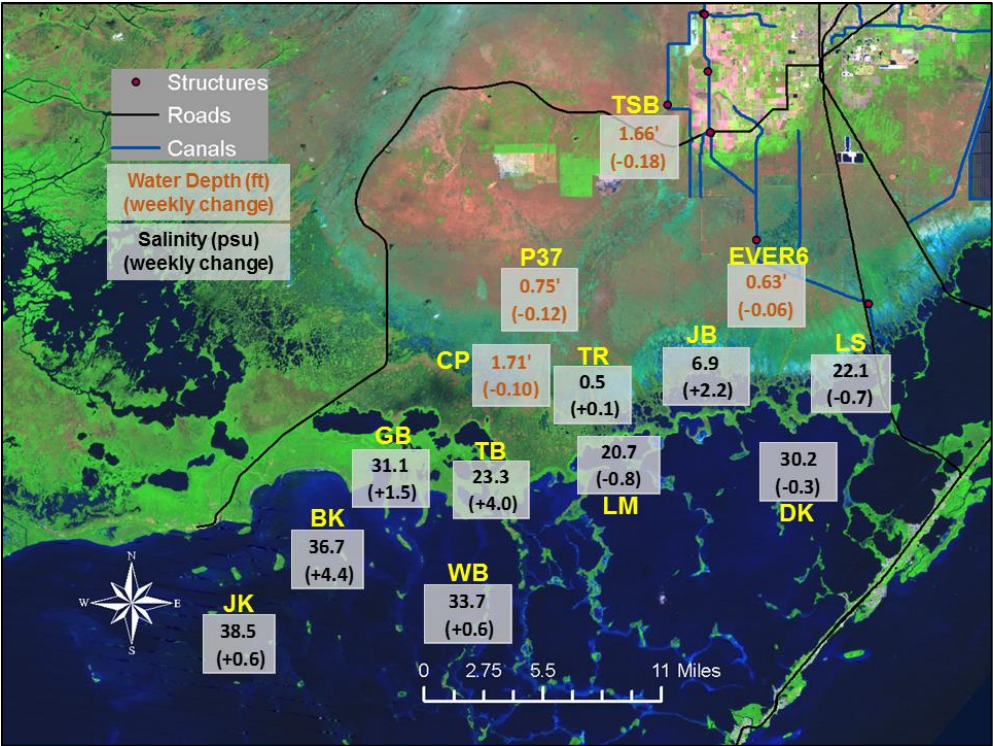 Structures
Roads
Canals
Water Depth (ft)
(weekly change)
Salinity (psu)
(weekly change)
TSB
1.66'
(-0.18)
P37
0.75'
(-0.12)
EVER6
0.63'
(-0.06)
CP
1.71'
(-0.10)
TR
0.5
(+0.1)
JB
6.9
(+2.2)
LS
22.1
(-0.7)
GB
31.1
(+1.5)
TB
23.3
(+4.0)
20.7
(-0.8)
LM
30.2
(-0.3)
DK
BK
36.7
(+4.4)
WB
33.7
(+0.6)
JK
38.5
(+0.6)
N
W
E
S
0 2.75 5.5 11 Miles